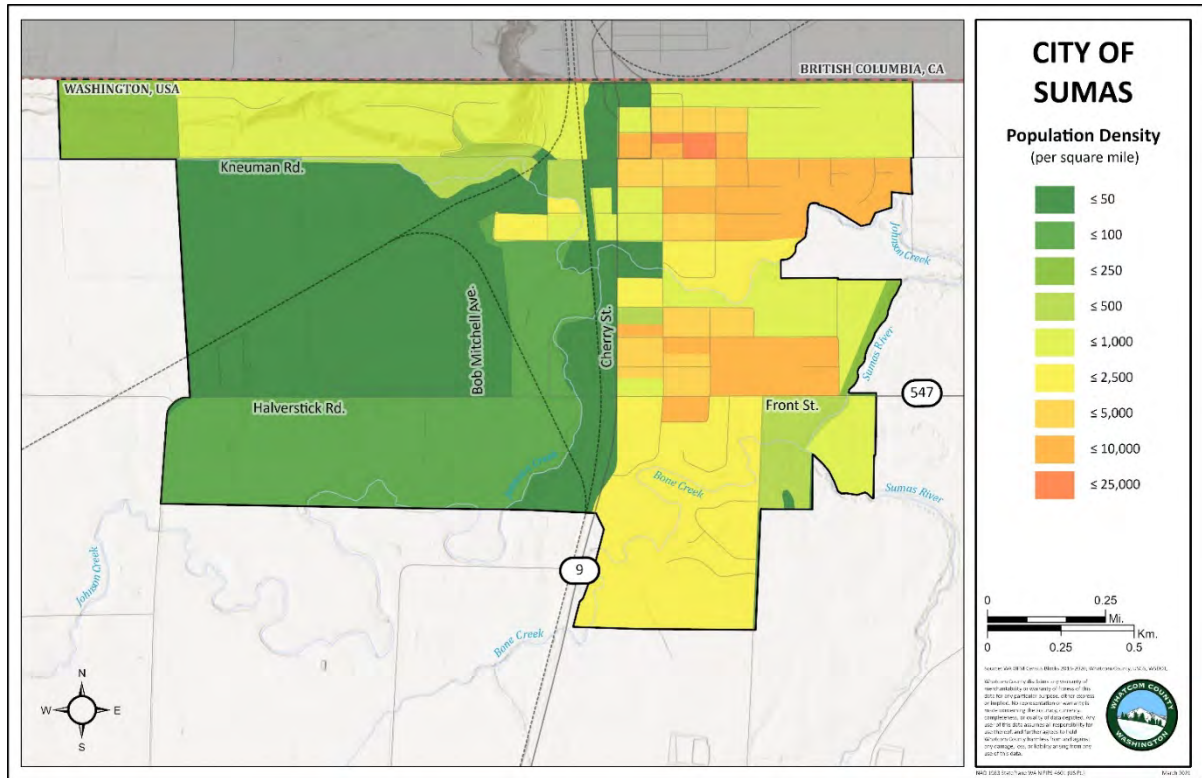 BRITISH COLUMBIA, CA
WASHINGTON, USA
Kneuman Rd.
Johnson Creek
Bob Mitchell Ave.
Cherry St.
Sumas River
547
Halverstick Rd.
Front St.
Bone Creek
Sumas River
9
Johnson Creek
Bone Creek
N
W E
S
CITY OF
SUMAS
Population Density
(per square mile)
≤ 50
≤ 100
≤ 250
≤ 500
≤ 1,000
≤ 2,500
≤ 5,000
≤ 10,000
≤ 25,000
0 0.25
Mi.
Km.
0 0.25 0.5
WHATCOM COUNTY
WASHINGTON